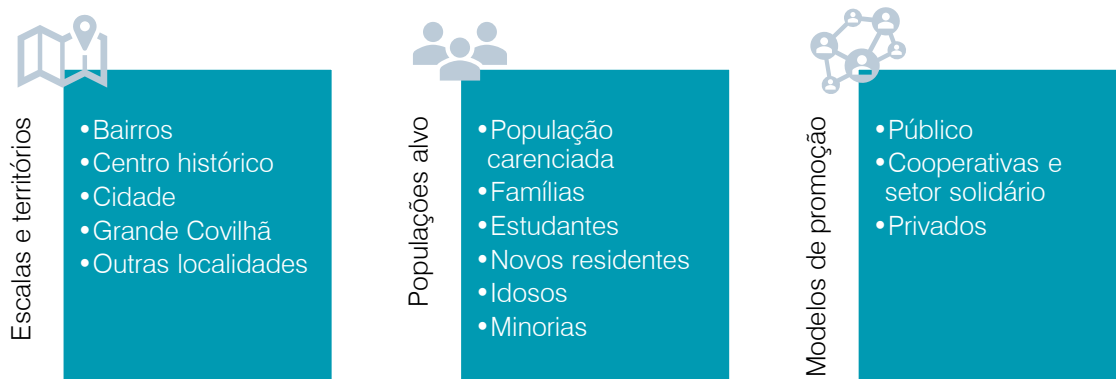 Escalas e territórios
•Bairros
•Centro histórico
•Cidade
•Grande Covilhã
•Outras localidades
Populações alvo
•População
carenciada
•Famílias
•Estudantes
•Novos residentes
•Idosos
•Minorias
Modelos de promoção
•Público
•Cooperativas e
setor solidário
•Privados